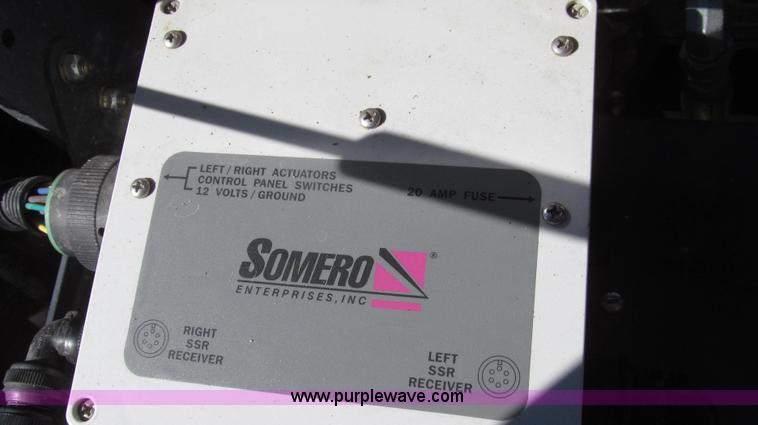 LEFT/RIGHT ACTUATORS
CONTROL PANEL SWITCHES
12 VOLTS/GROUND
20 AMP FUSE
SOMERO®
ENTERPRISES, INC
RIGHT
SSR
RECEIVER
LEFT
SSR
RECEIVER
www.purplewave.com